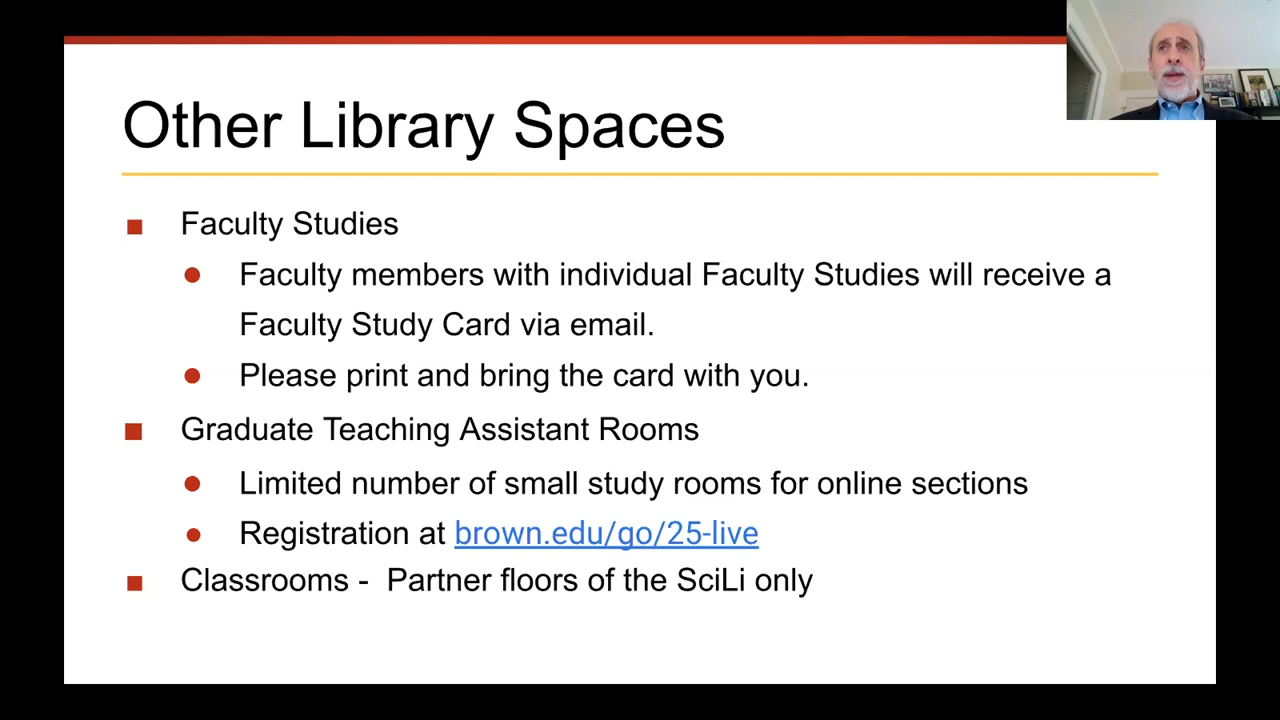 Other Library Spaces
Faculty Studies
Faculty members with individual Faculty Studies will receive a
Faculty Study Card via email.
Please print and bring the card with you.
Graduate Teaching Assistant Rooms
Limited number of small study rooms for online sections
Registration at brown.edu/go/25-live
Classrooms - Partner floors of the SciLi only